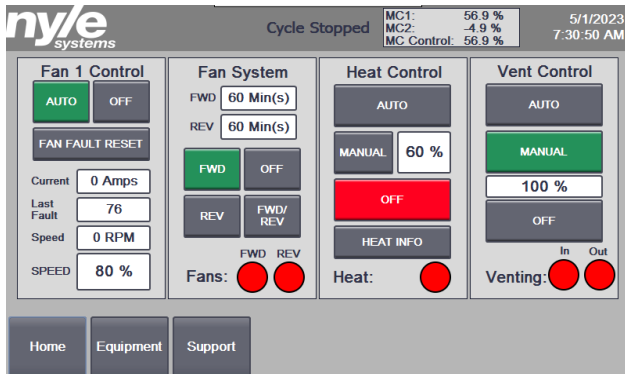 nyle
systems
Cycle Stopped
MC1: 56.9 %
MC2: -4.9 %
MC Control: 56.9 %
5/1/2023
7:30:50 AM
Fan 1 Control
AUTO OFF
FAN FAULT RESET
Current 0 Amps
Last
Fault 76
Speed 0 RPM
SPEED 80 %
Fan System
FWD 60 Min(s)
REV 60 Min(s)
FWD OFF
REV FWD/
REV
FWD REV
Fans:
Heat Control
AUTO
MANUAL 60 %
OFF
HEAT INFO
Heat:
Vent Control
AUTO
MANUAL
100 %
OFF
In Out
Venting:
Home Equipment Support